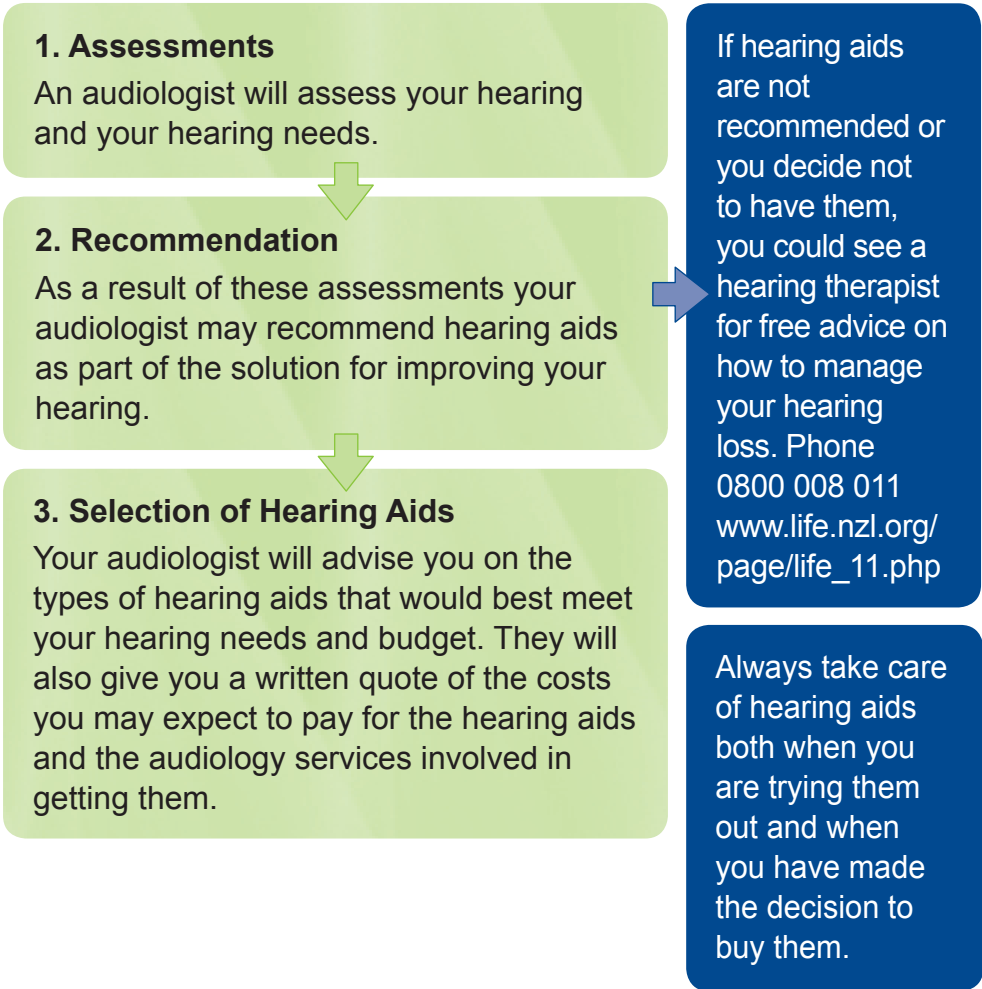 1. Assessments
An audiologist will assess your hearing
and your hearing needs.
2. Recommendation
As a result of these assessments your
audiologist may recommend hearing aids
as part of the solution for improving your
hearing.
3. Selection of Hearing Aids
Your audiologist will advise you on the
types of hearing aids that would best meet
your hearing needs and budget. They will
also give you a written quote of the costs
you may expect to pay for the hearing aids
and the audiology services involved in
getting them.
If hearing aids
are not
recommended or
you decide not
to have them,
you could see a
hearing therapist
for free advice on
how to manage
your hearing
loss. Phone
0800 008 011
www.life.nzl.org/
page/life_11.php
Always take care
of hearing aids
both when you
are trying them
out and when
you have made
the decision to
buy them.